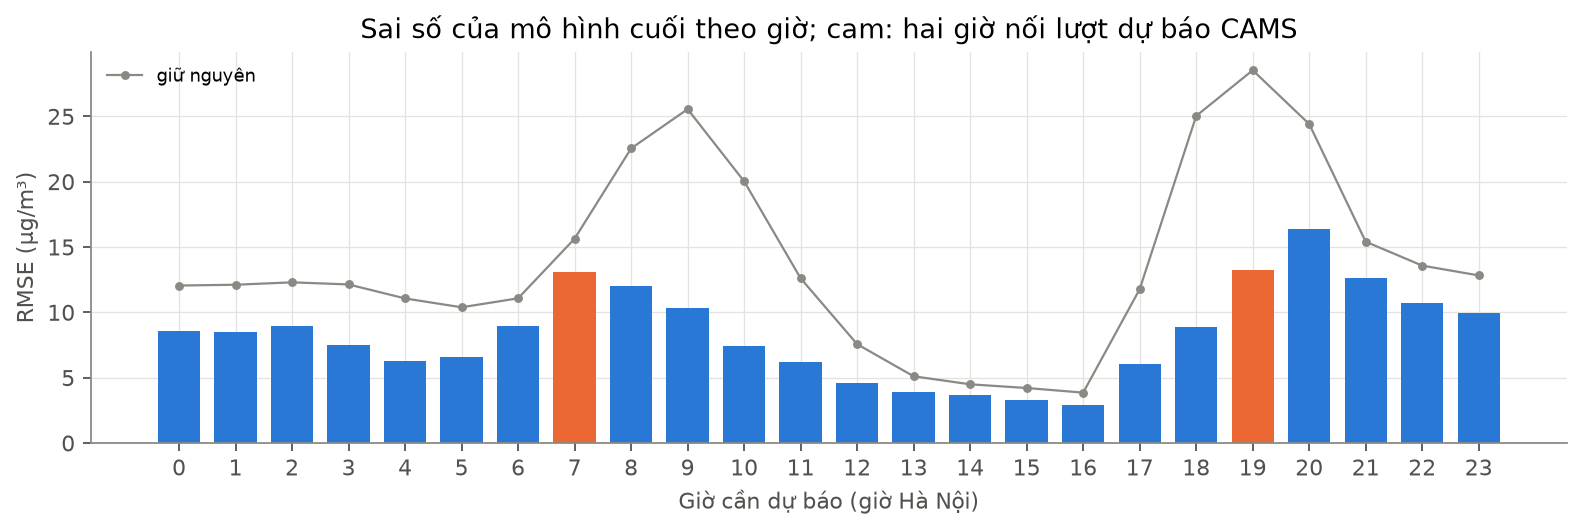 Sai số của mô hình cuối theo giờ; cam: hai giờ nối lượt dự báo CAMS
giữ nguyên
RMSE (µg/m³)
25
20
15
10
5
0
0 1 2 3 4 5 6 7 8 9 10 11 12 13 14 15 16 17 18 19 20 21 22 23
Giờ cần dự báo (giờ Hà Nội)